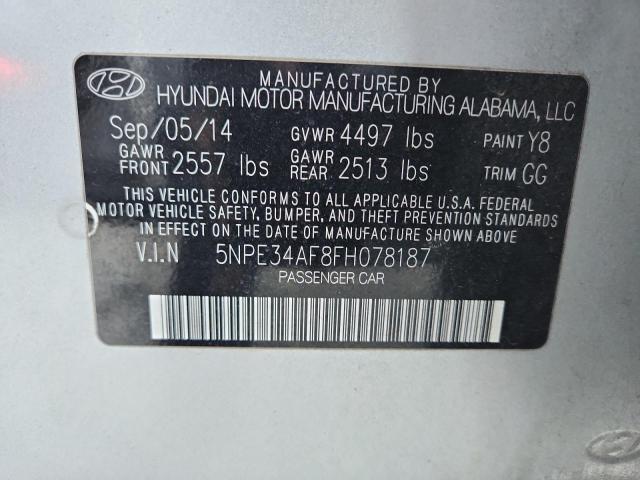 MANUFACTURED BY
HYUNDAI MOTOR MANUFACTURING ALABAMA, LLC
Sep/05/14 GVWR 4497 lbs PAINT Y8
GAWR FRONT 2557 lbs GAWR REAR 2513 lbs TRIM GG
THIS VEHICLE CONFORMS TO ALL APPLICABLE U.S.A. FEDERAL
MOTOR VEHICLE SAFETY, BUMPER, AND THEFT PREVENTION STANDARDS
IN EFFECT ON THE DATE OF MANUFACTURE SHOWN ABOVE.
V.I.N 5NPE34AF8FH078187
PASSENGER CAR